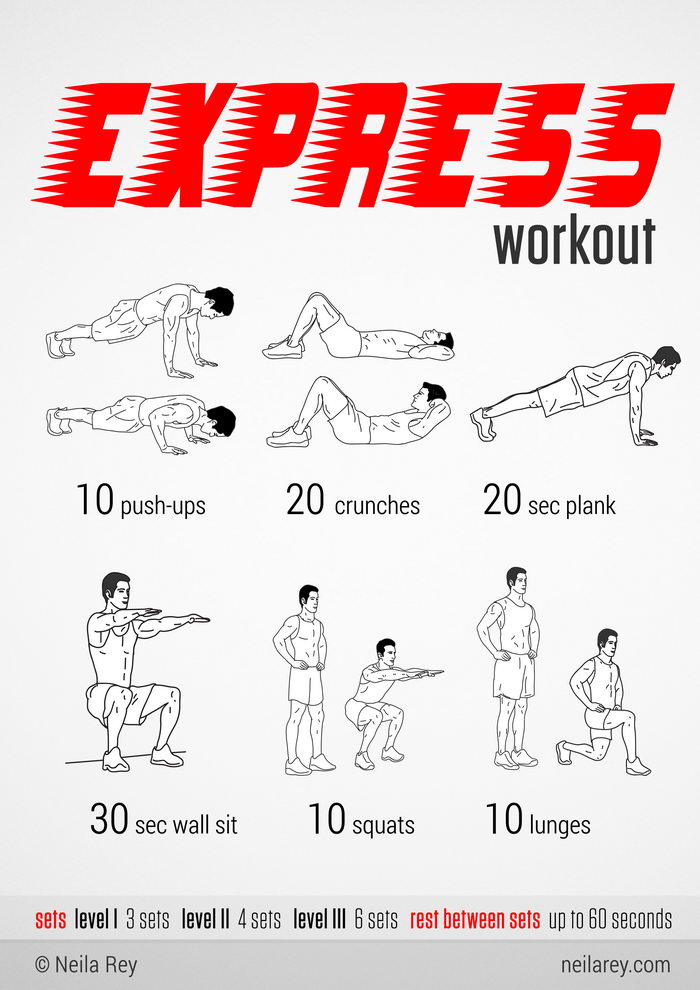 EXPRESS
workout
10 push-ups
20 crunches
20 sec plank
30 sec wall sit
10 squats
10 lunges
sets level I 3 sets level II 4 sets level III 6 sets rest between sets up to 60 seconds
© Neila Rey
neilarey.com